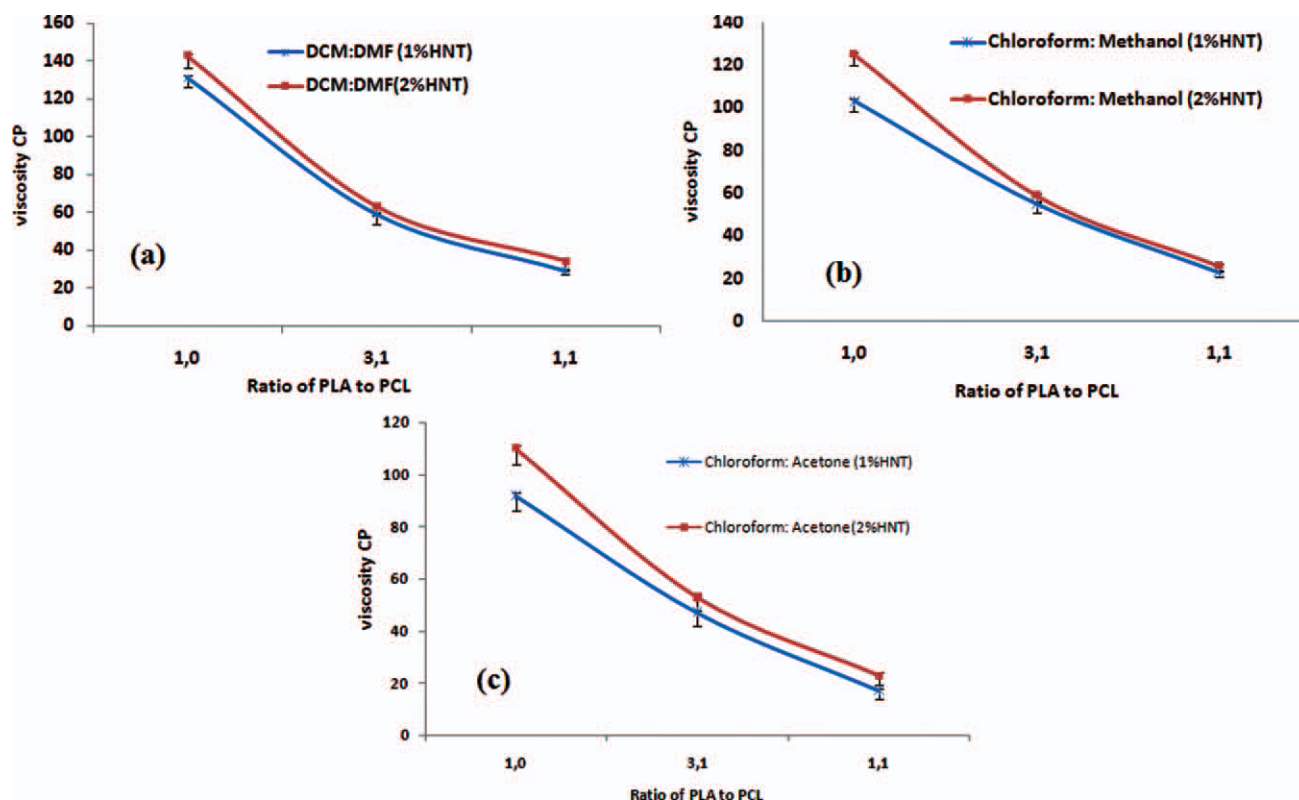 160
140
120
100
80
60
40
20
0
viscosity CP
DCM:DMF (1%HNT)
DCM:DMF(2%HNT)
(a)
1,0 3,1 1,1
Ratio of PLA to PCL
140
120
100
80
60
40
20
0
viscosity CP
Chloroform: Methanol (1%HNT)
Chloroform: Methanol (2%HNT)
(b)
1,0 3,1 1,1
Ratio of PLA to PCL
120
100
80
60
40
20
0
viscosity CP
Chloroform: Acetone (1%HNT)
Chloroform: Acetone(2%HNT)
(c)
1,0 3,1 1,1
Ratio of PLA to PCL